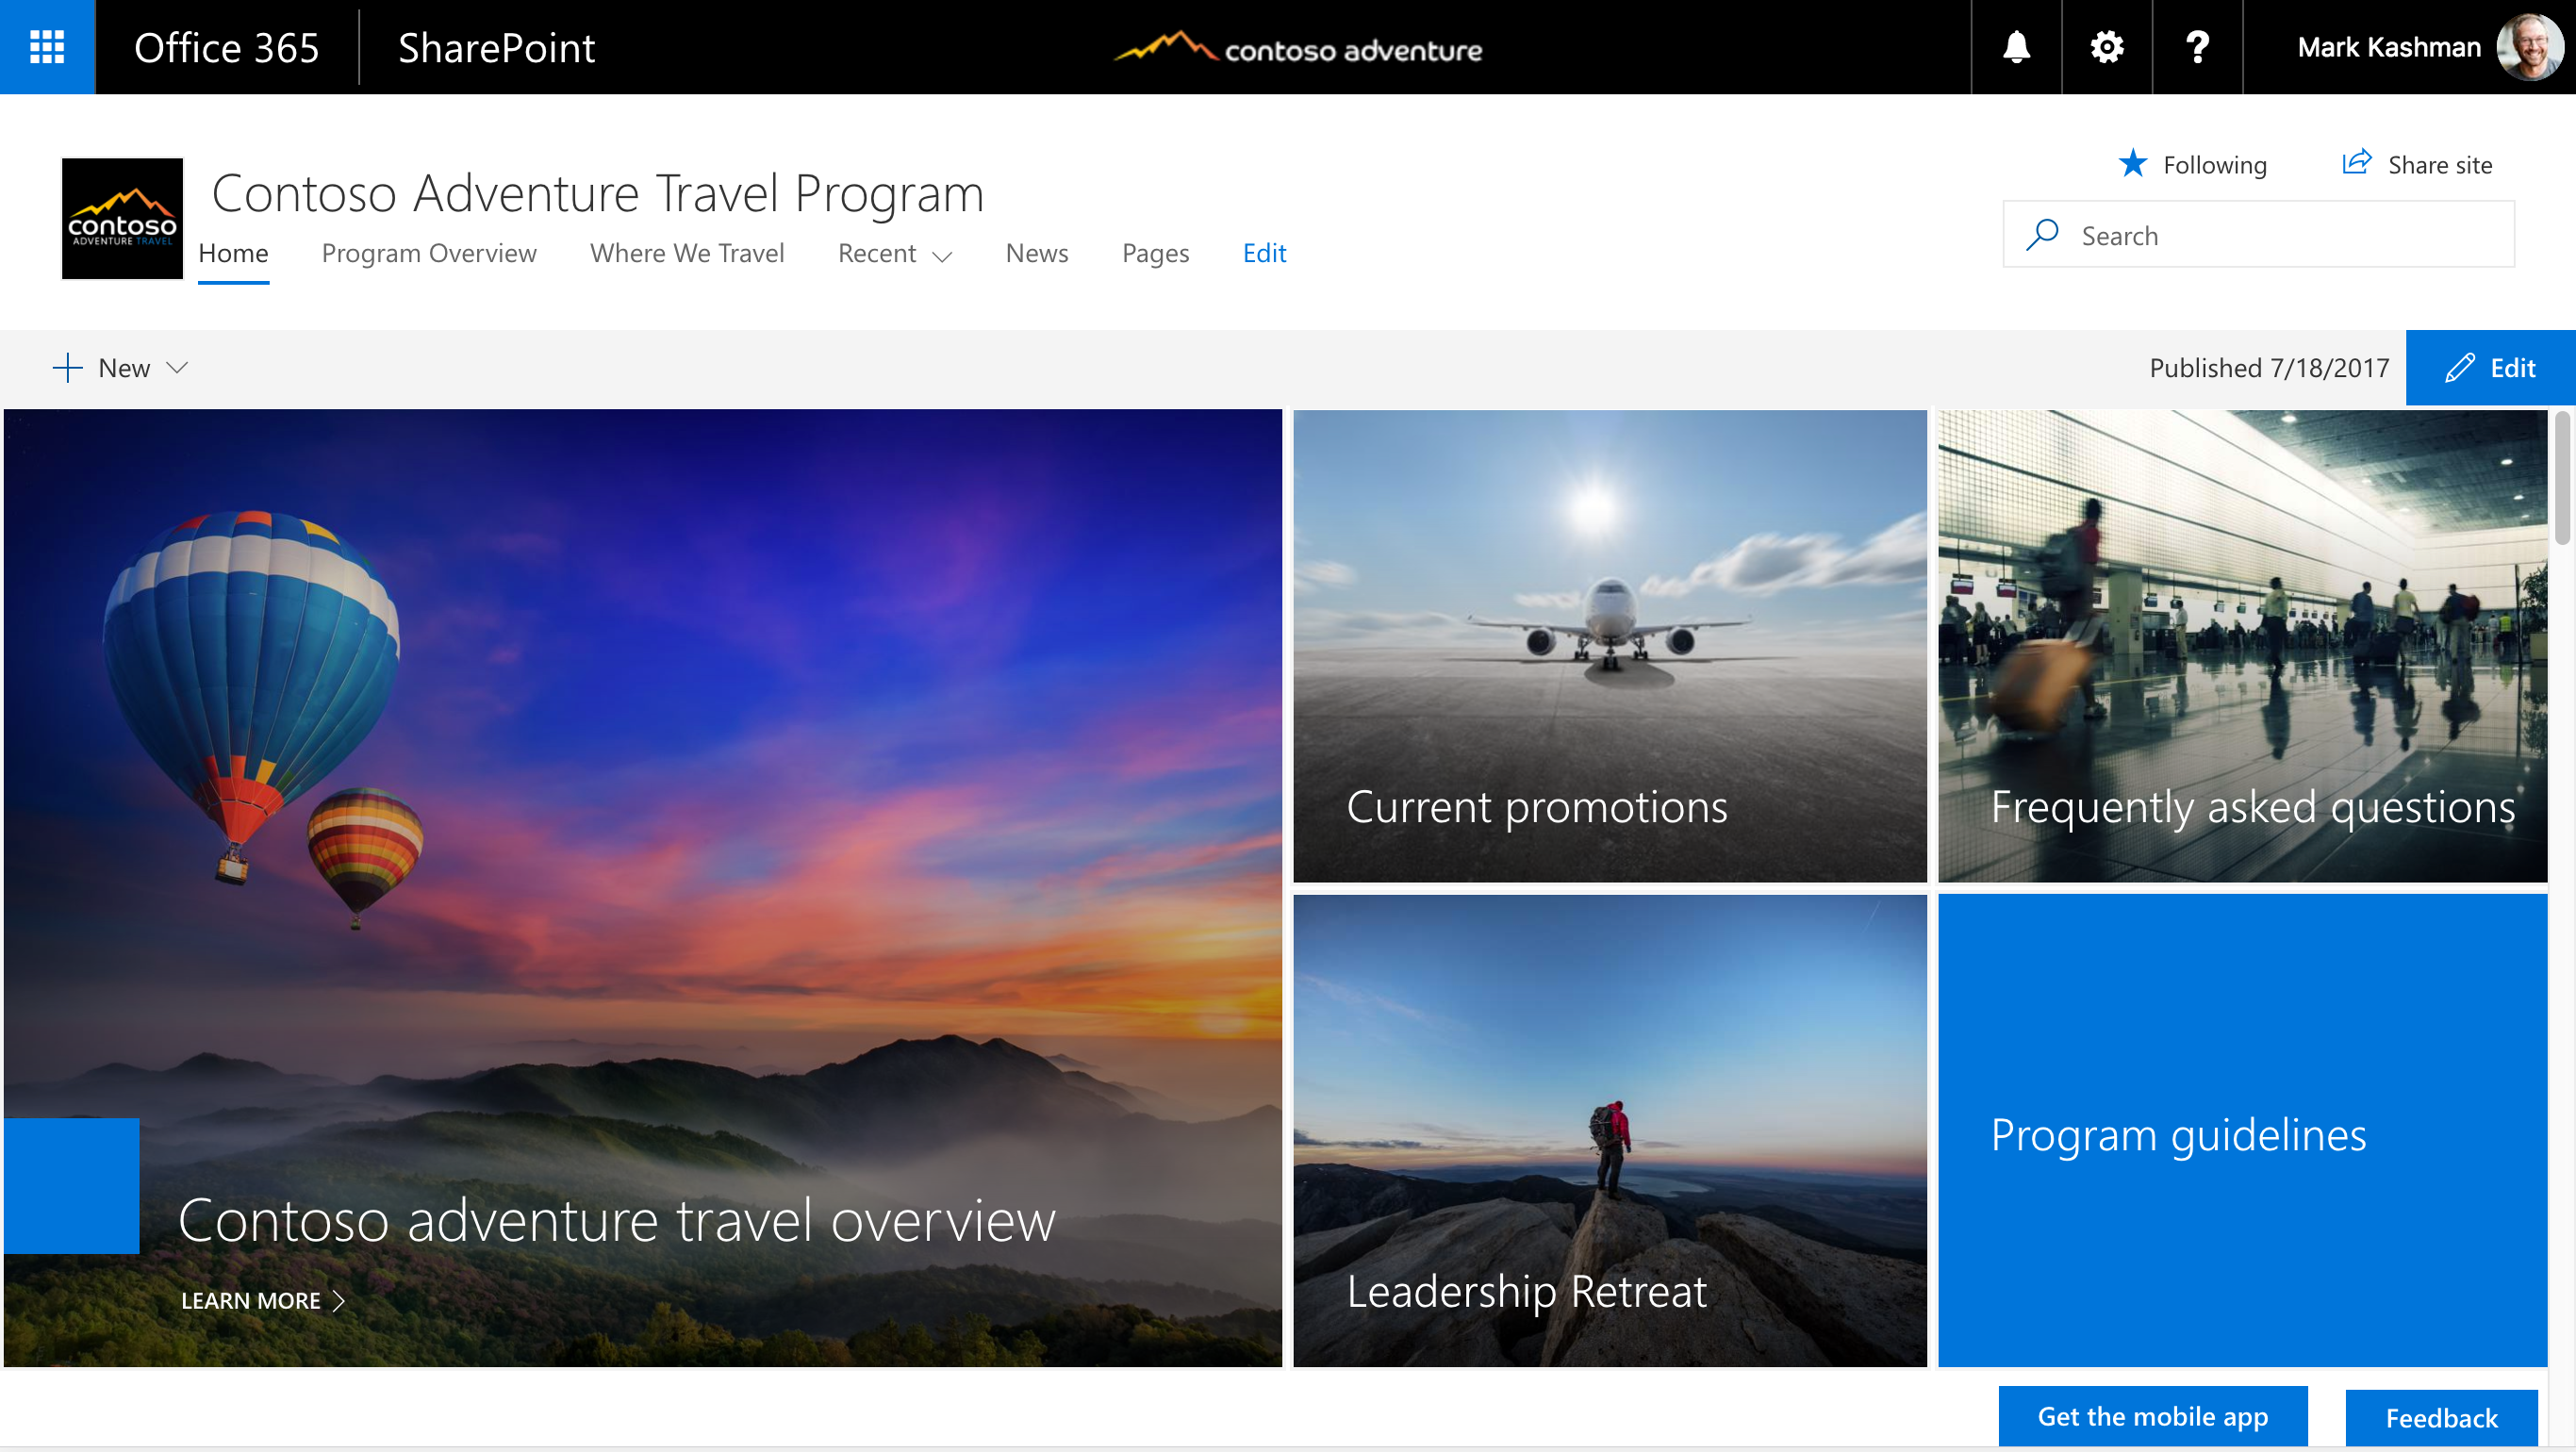 Office 365
SharePoint
contoso adventure
Mark Kashman
Following
Share site
contoso
ADVENTURE TRAVEL
Contoso Adventure Travel Program
Search
Home
Program Overview
Where We Travel
Recent
News
Pages
Edit
New
Published 7/18/2017
Edit
Current promotions
Frequently asked questions
Contoso adventure travel overview
LEARN MORE
Leadership Retreat
Program guidelines
Get the mobile app
Feedback